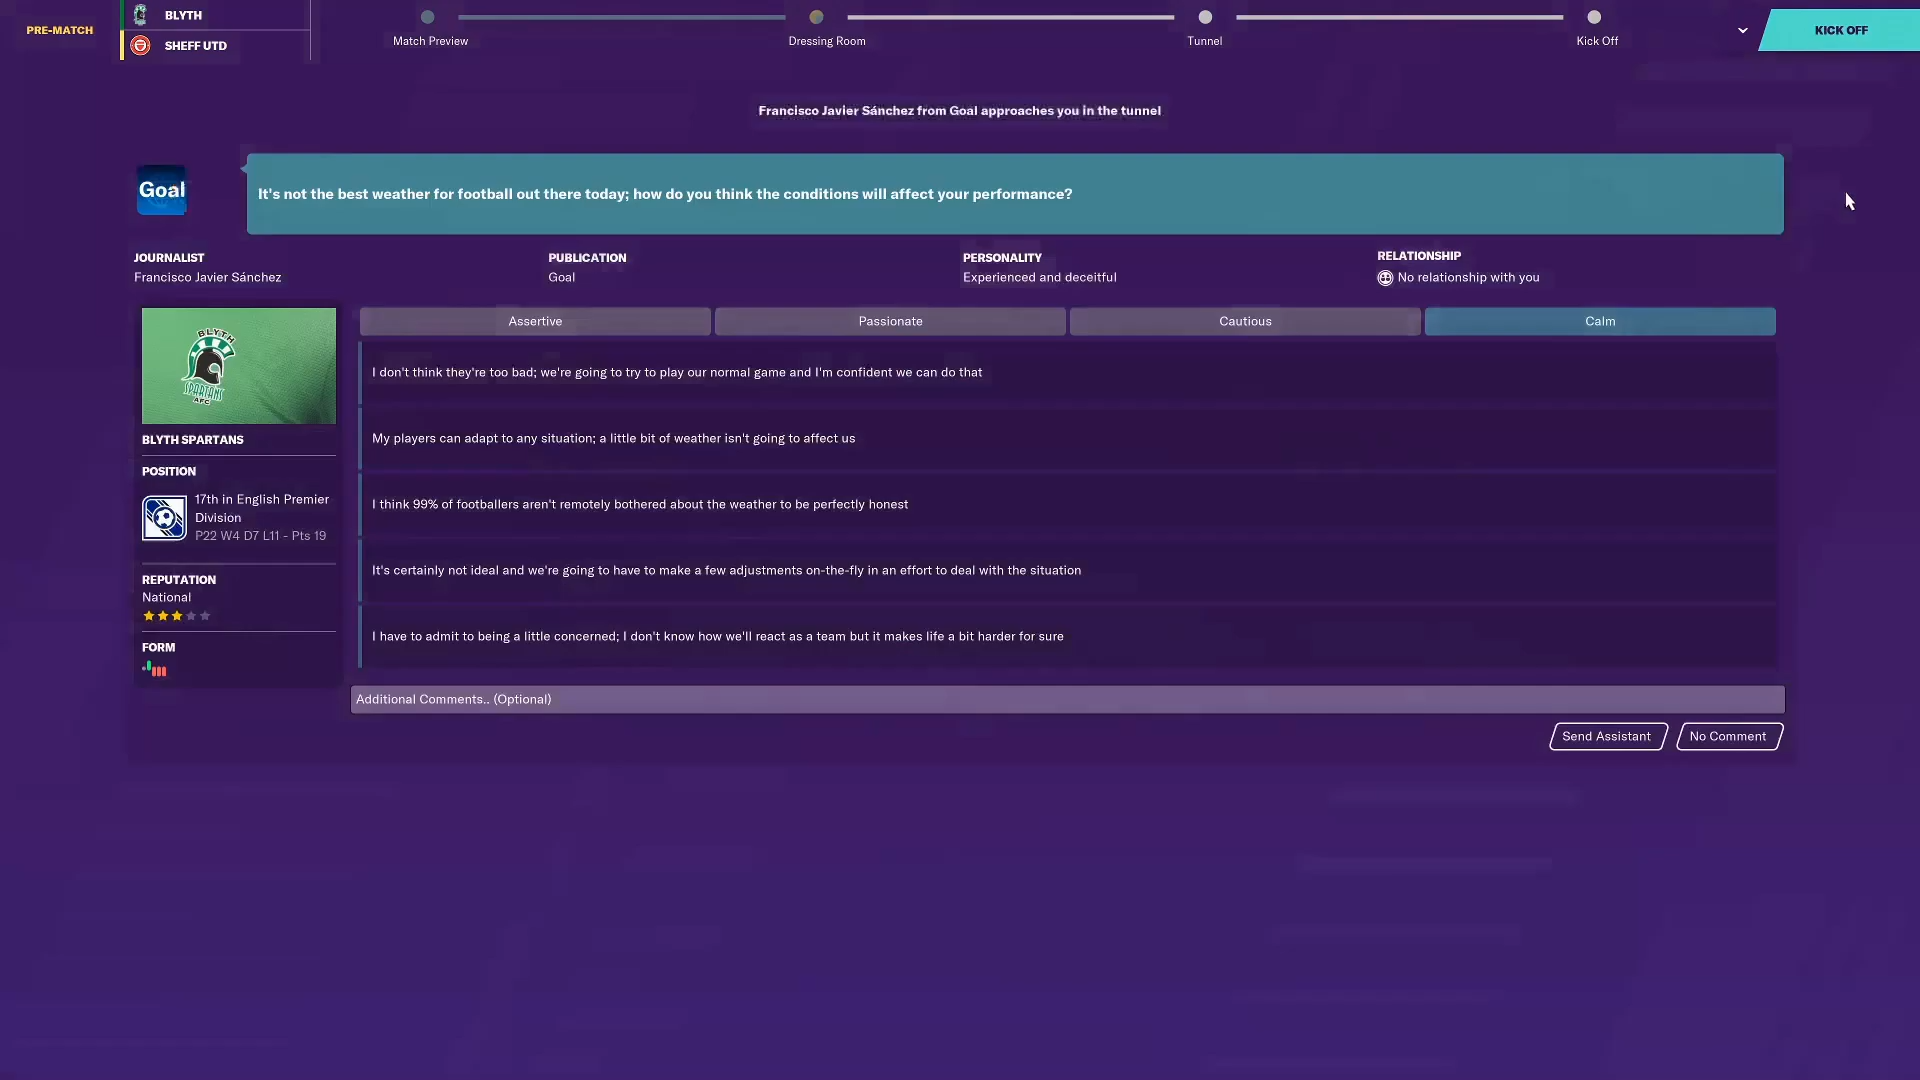 PRE-MATCH
BLYTH
SHEFF UTD
Match Preview
Dressing Room
Tunnel
Kick Off
KICK OFF
Francisco Javier Sánchez from Goal approaches you in the tunnel
Goal
It's not the best weather for football out there today; how do you think the conditions will affect your performance?
JOURNALIST
Francisco Javier Sánchez
PUBLICATION
Goal
PERSONALITY
Experienced and deceitful
RELATIONSHIP
No relationship with you
BLYTH
SPARTANS
AFC
BLYTH SPARTANS
POSITION
17th in English Premier
Division
P22 W4 D7 L11 - Pts 19
REPUTATION
National
FORM
Assertive
Passionate
Cautious
Calm
I don't think they're too bad; we're going to try to play our normal game and I'm confident we can do that
My players can adapt to any situation; a little bit of weather isn't going to affect us
I think 99% of footballers aren't remotely bothered about the weather to be perfectly honest
It's certainly not ideal and we're going to have to make a few adjustments on-the-fly in an effort to deal with the situation
I have to admit to being a little concerned; I don't know how we'll react as a team but it makes life a bit harder for sure
Additional Comments.. (Optional)
Send Assistant
No Comment